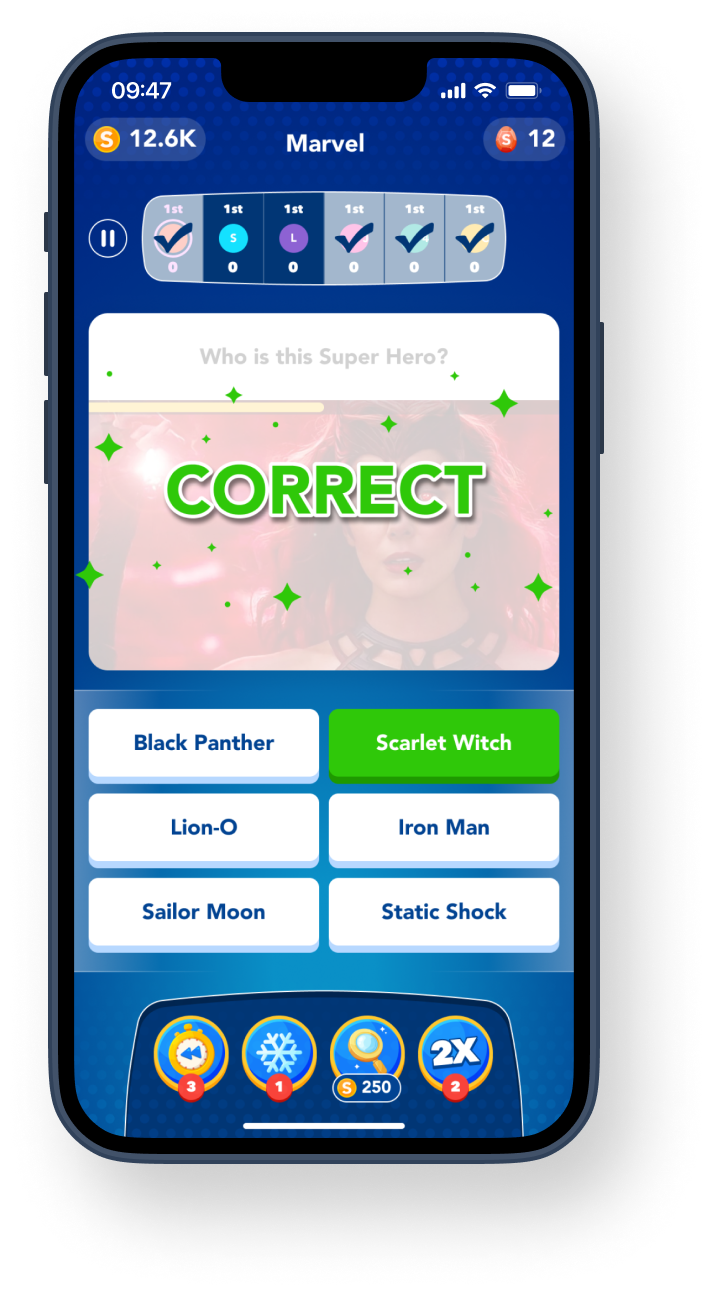 09:47
S 12.6K
Marvel
S 12
1st 1st 1st 1st 1st 1st
S L
0 0 0 0 0 0
Who is this Super Hero?
CORRECT
Black Panther
Scarlet Witch
Lion-O
Iron Man
Sailor Moon
Static Shock
2X
3 1 S 250 2